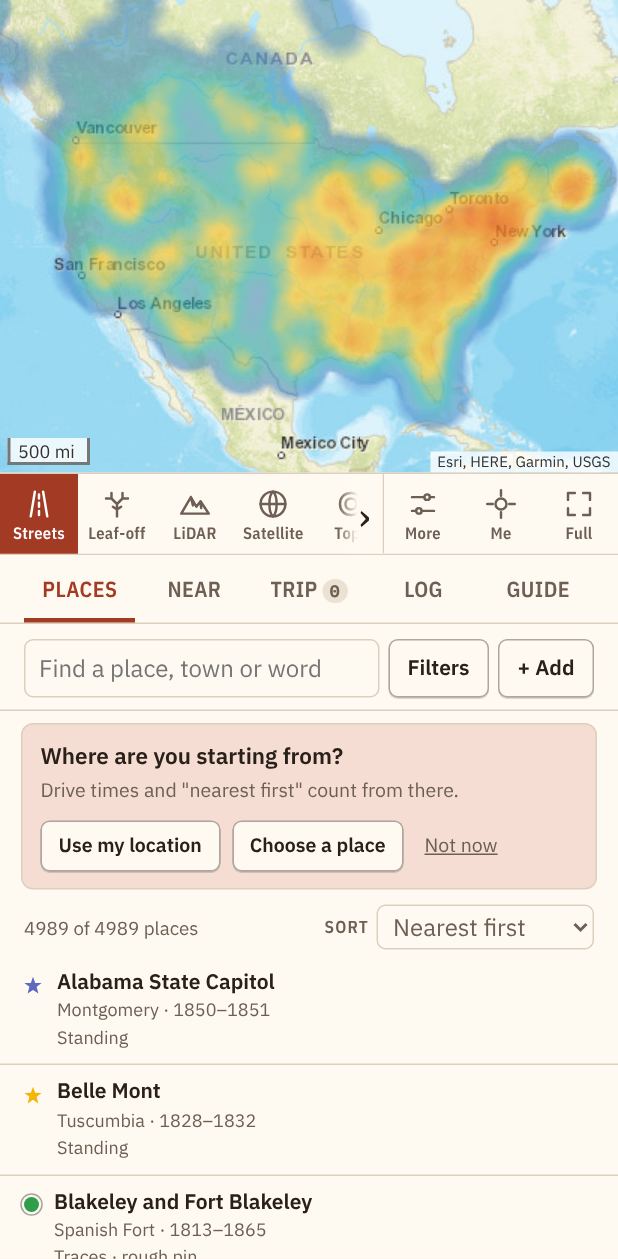 CANADA
Vancouver
Toronto
Chicago
New York
UNITED STATES
San Francisco
Los Angeles
MÉXICO
Mexico City
500 mi
Esri, HERE, Garmin, USGS
Streets
Leaf-off
LiDAR
Satellite
Top
More
Me
Full
PLACES
NEAR
TRIP 0
LOG
GUIDE
Find a place, town or word
Filters
+ Add
Where are you starting from?
Drive times and "nearest first" count from there.
Use my location
Choose a place
Not now
4989 of 4989 places
SORT
Nearest first
Alabama State Capitol
Montgomery · 1850–1851
Standing
Belle Mont
Tuscumbia · 1828–1832
Standing
Blakeley and Fort Blakeley
Spanish Fort · 1813–1865
Traces · rough pin